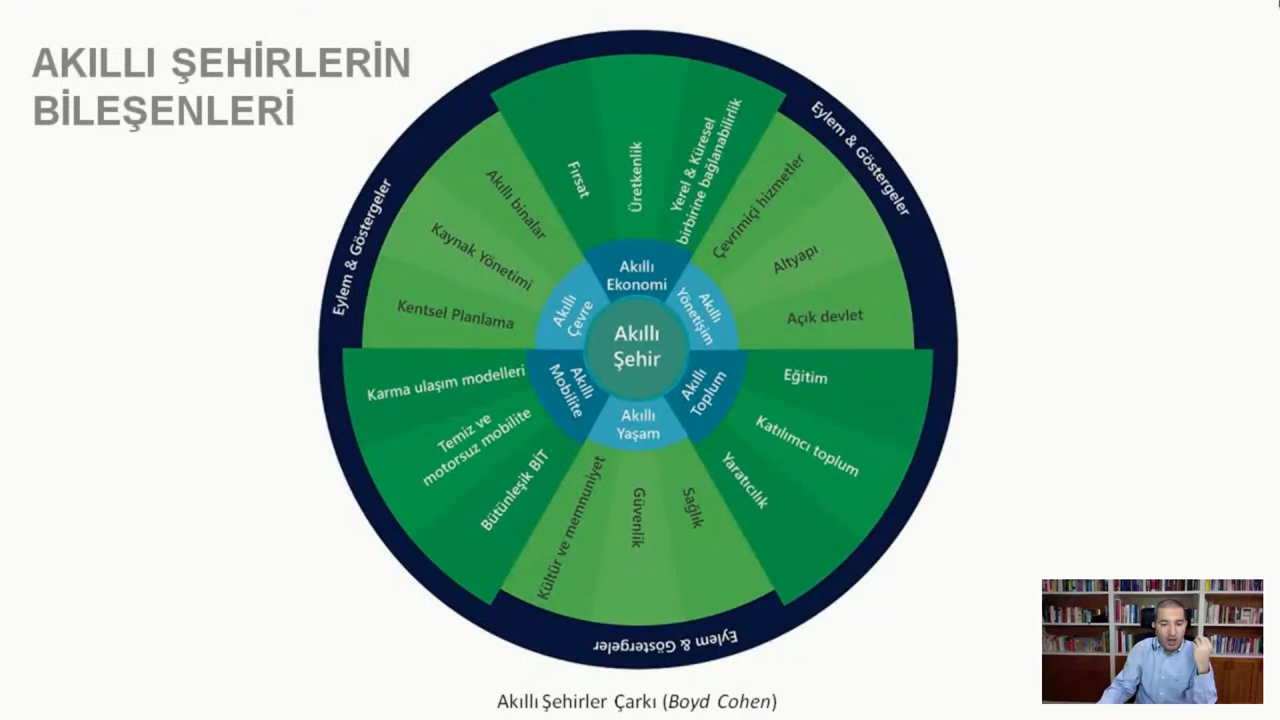 AKILLI ŞEHİRLERİN
BİLEŞENLERİ
Eylem & Göstergeler
Eylem & Göstergeler
Fırsat
Üretkenlik
Yerel & Küresel
birbirine bağlanabilirlik
Akıllı binalar
Kaynak Yönetimi
Kentsel Planlama
Çevrimiçi hizmetler
Altyapı
Açık devlet
Akıllı
Ekonomi
Akıllı
Çevre
Akıllı
Yönetişim
Akıllı
Şehir
Akıllı
Mobilite
Akıllı
Toplum
Akıllı
Yaşam
Karma ulaşım modelleri
Temiz ve
motorsuz mobilite
Bütünleşik BİT
Eğitim
Katılımcı toplum
Yaratıcılık
Kültür ve memnuniyet
Güvenlik
Sağlık
Eylem & Göstergeler
Akıllı Şehirler Çarkı (Boyd Cohen)